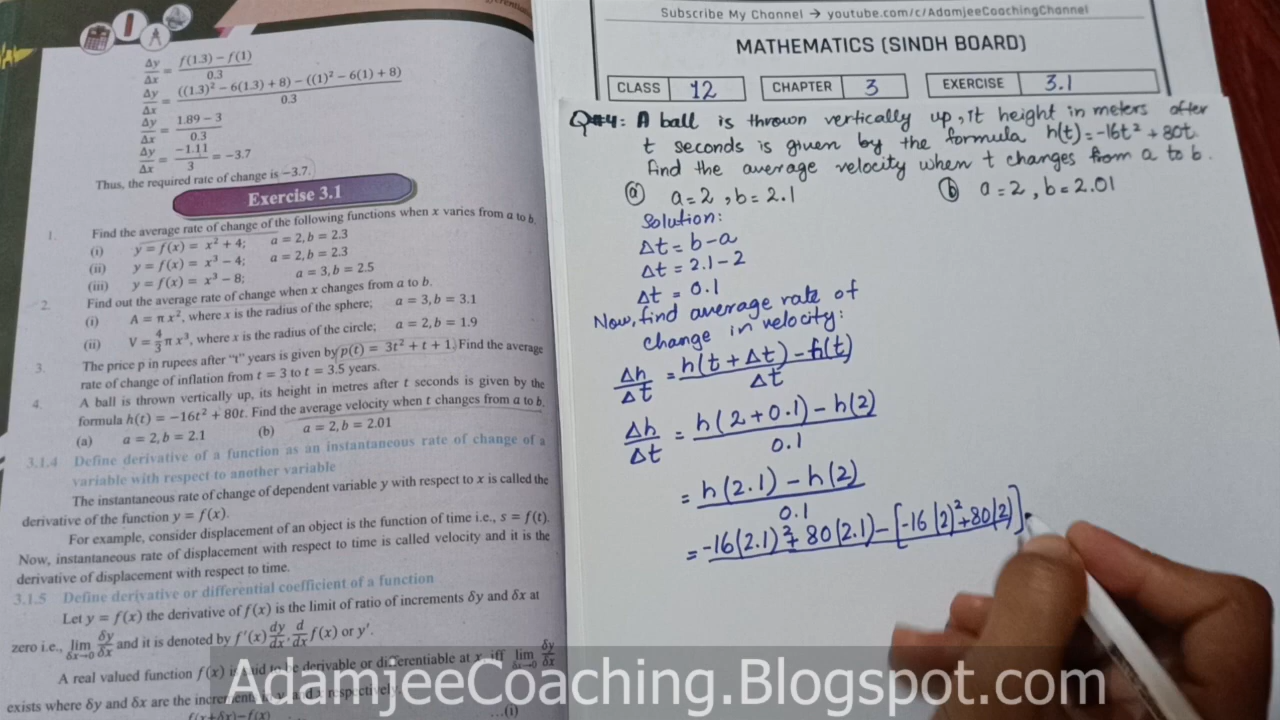 Δy/Δx = f(1.3) − f(1) / 0.3
Δy/Δx = ((1.3)² − 6(1.3) + 8) − ((1)² − 6(1) + 8) / 0.3
Δy/Δx = 1.89 − 3 / 0.3
Δy/Δx = −1.11 / 3 = −3.7
Thus, the required rate of change is −3.7.
Exercise 3.1
1. Find the average rate of change of the following functions when x varies from a to b.
(i) y = f(x) = x² + 4; a = 2, b = 2.3
(ii) y = f(x) = x³ − 4; a = 2, b = 2.3
(iii) y = f(x) = x³ − 8; a = 3, b = 2.5
2. Find out the average rate of change when x changes from a to b.
(i) A = π x², where x is the radius of the sphere; a = 3, b = 3.1
(ii) V = 4/3 π x³, where x is the radius of the circle; a = 2, b = 1.9
3. The price p in rupees after "t" years is given by p(t) = 3t² + t + 1. Find the average
rate of change of inflation from t = 3 to t = 3.5 years.
4. A ball is thrown vertically up, its height in metres after t seconds is given by the
formula h(t) = −16t² + 80t. Find the average velocity when t changes from a to b.
(a) a = 2, b = 2.1 (b) a = 2, b = 2.01
3.1.4 Define derivative of a function as an instantaneous rate of change of a
variable with respect to another variable
The instantaneous rate of change of dependent variable y with respect to x is called the
derivative of the function y = f(x).
For example, consider displacement of an object is the function of time i.e., s = f(t).
Now, instantaneous rate of displacement with respect to time is called velocity and it is the
derivative of displacement with respect to time.
3.1.5 Define derivative or differential coefficient of a function
Let y = f(x) the derivative of f(x) is the limit of ratio of increments δy and δx at
zero i.e., lim δx→0 δy/δx and it is denoted by f'(x) dy/dx, d/dx f(x) or y'.
A real valued function f(x) is said to be derivable or differentiable at x iff lim δx→0 δy/δx
exists where δy and δx are the increments in y and x respectively.
f(x+δx)−f(x) ...(i)
Subscribe My Channel → youtube.com/c/AdamjeeCoachingChannel
MATHEMATICS (SINDH BOARD)
CLASS 12 CHAPTER 3 EXERCISE 3.1
Q#4: A ball is thrown vertically up, it height in meters after
t seconds is given by the formula h(t) = -16t² + 80t.
find the average velocity when t changes from a to b.
(a) a = 2, b = 2.1 (b) a = 2, b = 2.01
Solution:
Δt = b - a
Δt = 2.1 - 2
Δt = 0.1
Now, find average rate of
change in velocity:
Δh/Δt = h(t + Δt) - h(t) / Δt
Δh/Δt = h(2 + 0.1) - h(2) / 0.1
= h(2.1) - h(2) / 0.1
= -16(2.1)² + 80(2.1) - [-16(2)² + 80(2)]
AdamjeeCoaching.Blogspot.com